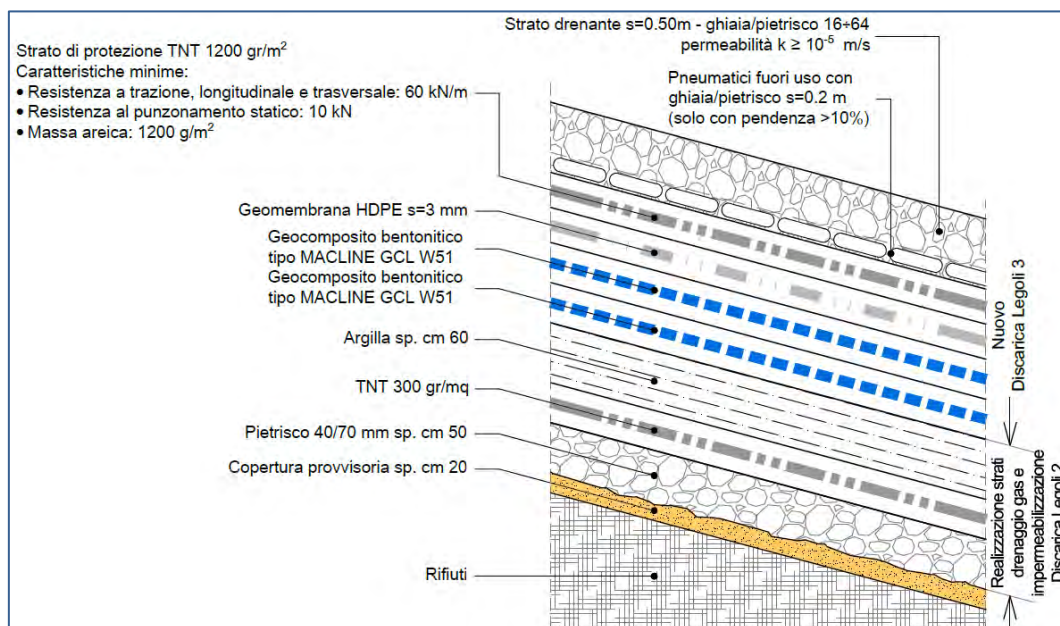 Strato drenante s=0.50m - ghiaia/pietrisco 16÷64
permeabilità k ≥ 10⁻⁵ m/s
Strato di protezione TNT 1200 gr/m²
Caratteristiche minime:
• Resistenza a trazione, longitudinale e trasversale: 60 kN/m
• Resistenza al punzonamento statico: 10 kN
• Massa areica: 1200 g/m²
Pneumatici fuori uso con
ghiaia/pietrisco s=0.2 m
(solo con pendenza >10%)
Geomembrana HDPE s=3 mm
Geocomposito bentonitico
tipo MACLINE GCL W51
Geocomposito bentonitico
tipo MACLINE GCL W51
Argilla sp. cm 60
TNT 300 gr/mq
Pietrisco 40/70 mm sp. cm 50
Copertura provvisoria sp. cm 20
Rifiuti
Nuovo
Discarica Legoli 3
Realizzazione strati
drenaggio gas e
impermeabilizzazione
Discarica Legoli 2